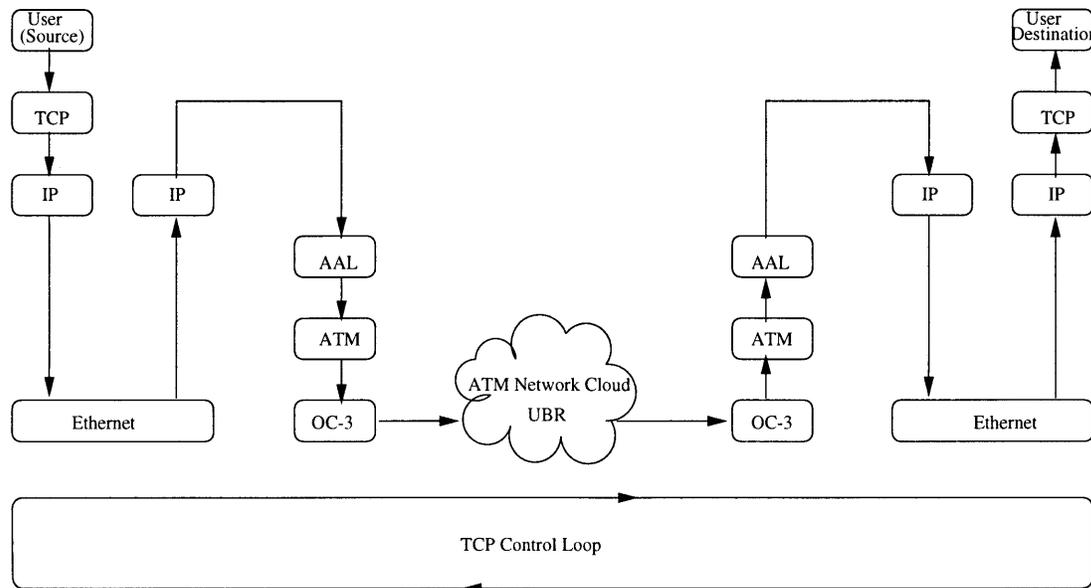 User
(Source)
User
Destination
TCP
TCP
IP
IP
IP
IP
AAL
AAL
ATM
ATM
ATM Network Cloud
UBR
Ethernet
OC-3
OC-3
Ethernet
TCP Control Loop